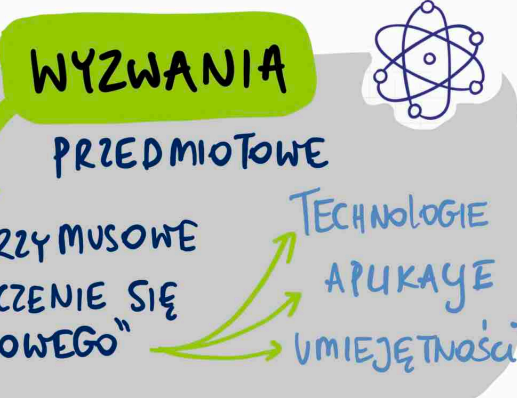 WYZWANIA
PRZEDMIOTOWE
RZYMUSOWE
CZENIE SIĘ
OWEGO"
TECHNOLOGIE
APLIKACJE
UMIEJĘTNOŚCI